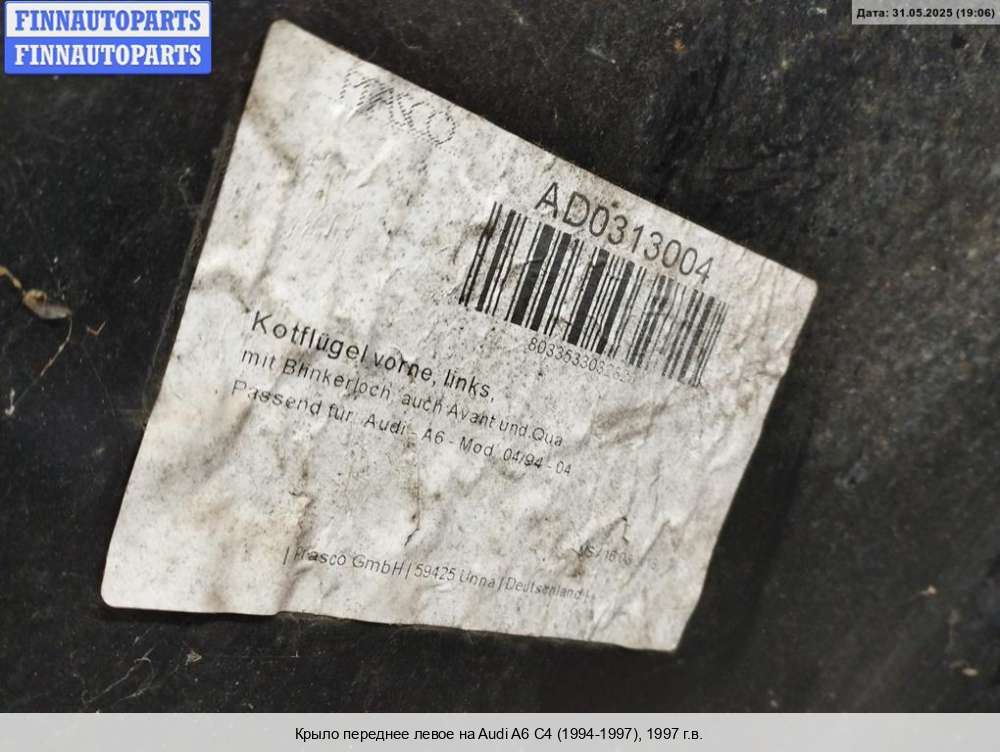 FINNAUTOPARTS
FINNAUTOPARTS
Дата: 31.05.2025 (19:06)
PRASCO
AD0313004
Kotflügel vorne, links,
mit Blinkerloch, auch Avant und Qua
Passend für Audi - A6 - Mod. 04/94 - 04
| Prasco GmbH | 59425 Unna | Deutschland |
Крыло переднее левое на Audi A6 C4 (1994-1997), 1997 г.в.